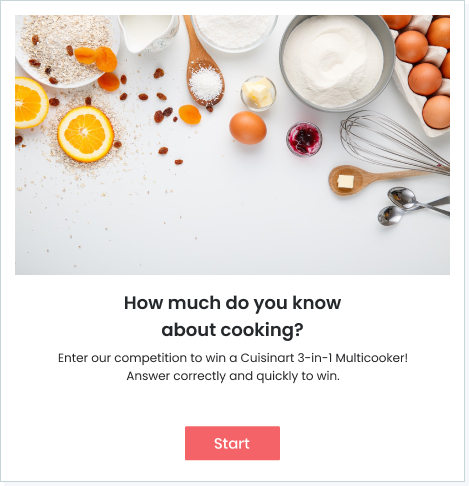 How much do you know
about cooking?
Enter our competition to win a Cuisinart 3-in-1 Multicooker!
Answer correctly and quickly to win.
Start